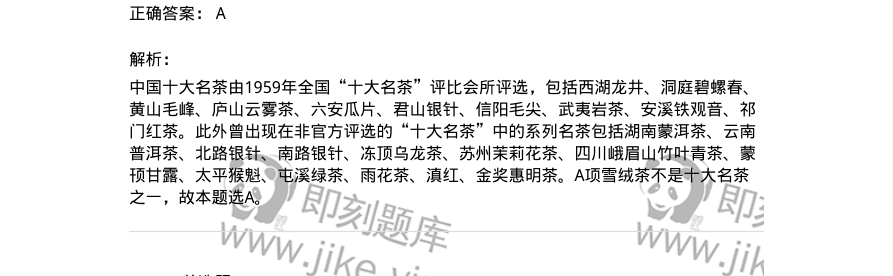 正确答案： A
解析：
中国十大名茶由1959年全国“十大名茶”评比会所评选，包括西湖龙井、洞庭碧螺春、
黄山毛峰、庐山云雾茶、六安瓜片、君山银针、信阳毛尖、武夷岩茶、安溪铁观音、祁
门红茶。此外曾出现在非官方评选的“十大名茶”中的系列名茶包括湖南蒙洱茶、云南
普洱茶、北路银针、南路银针、冻顶乌龙茶、苏州茉莉花茶、四川峨眉山竹叶青茶、蒙
顶甘露、太平猴魁、屯溪绿茶、雨花茶、滇红、金奖惠明茶。A项雪绒茶不是十大名茶
之一，故本题选A。
即刻题库
www.jike.vi
即刻
www.jik